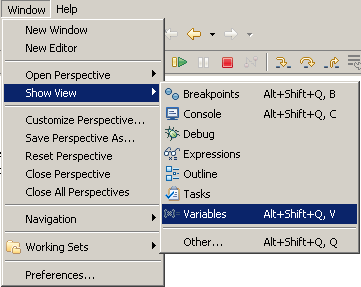 Window Help
New Window
New Editor
Open Perspective
Show View
Customize Perspective...
Save Perspective As...
Reset Perspective
Close Perspective
Close All Perspectives
Navigation
Working Sets
Preferences...
Breakpoints Alt+Shift+Q, B
Console Alt+Shift+Q, C
Debug
Expressions
Outline
Tasks
Variables Alt+Shift+Q, V
Other... Alt+Shift+Q, Q